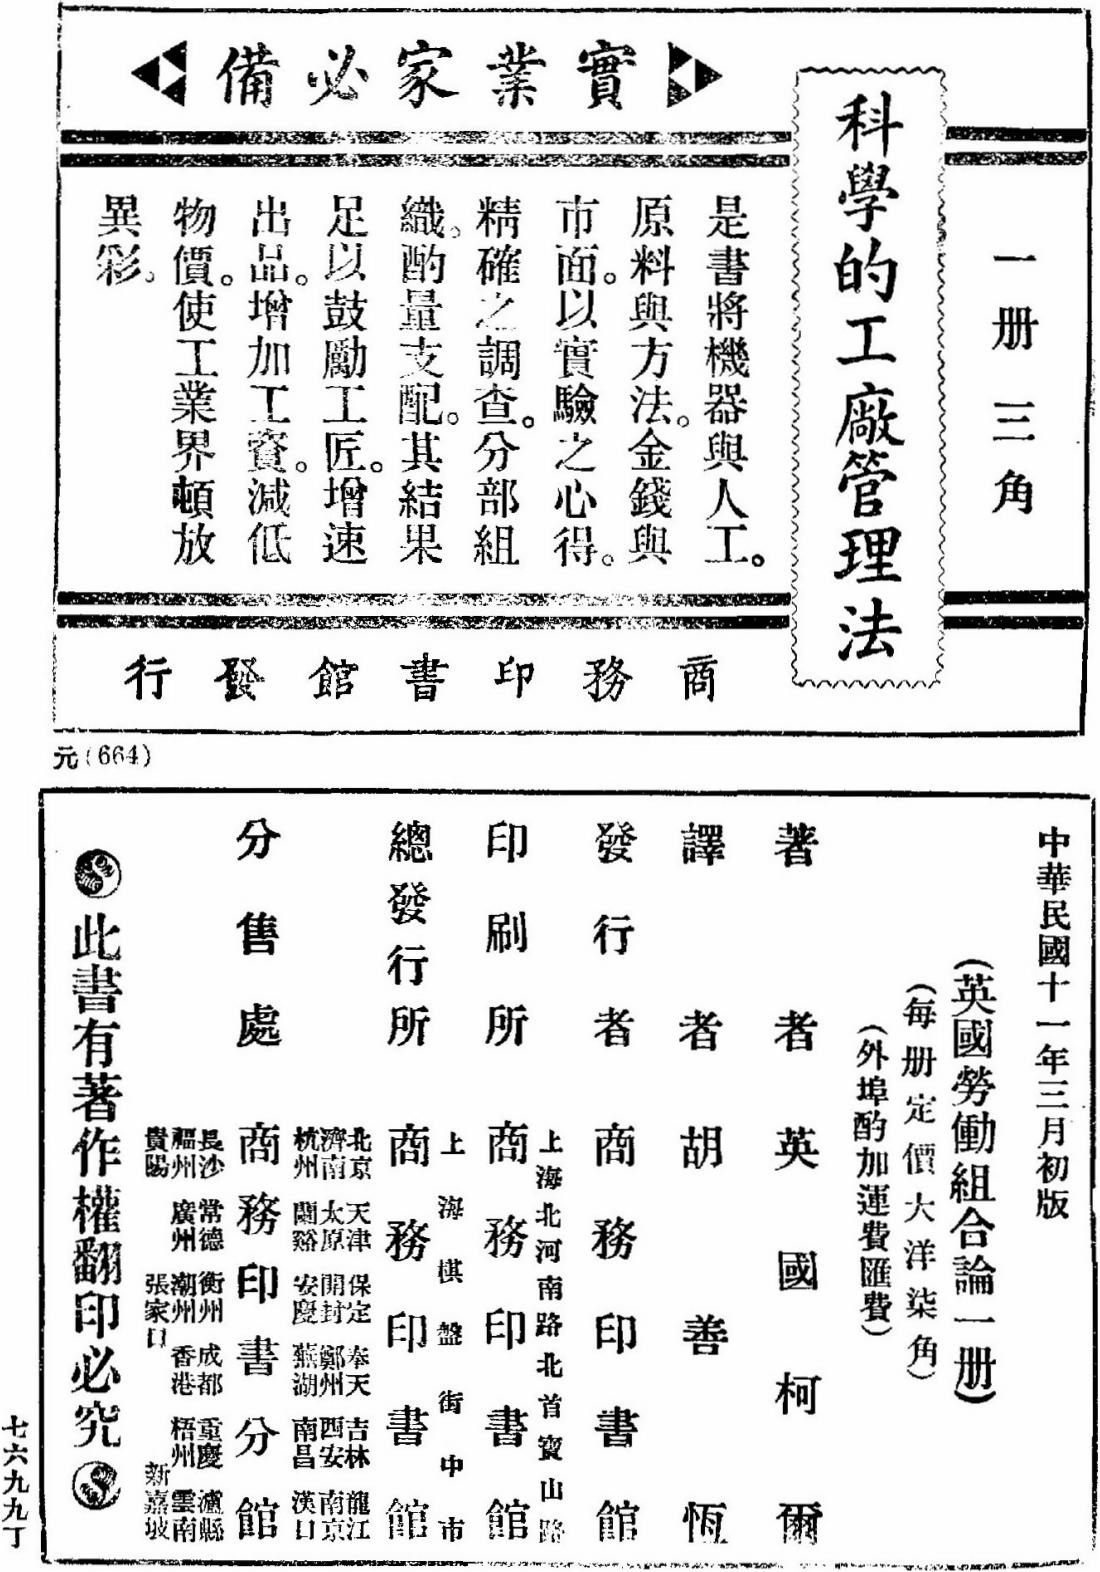 一册三角
科學的工廠管理法
實業家必備
是書將機器與人工。
原料與方法。金錢與
市面。以實驗之心得。
精確之調查。分部組
織。酌量支配。其結果
足以鼓勵工匠。增速
出品。增加工資。減低
物價。使工業界頓放
異彩。
商務印書館發行
元(664)
中華民國十一年三月初版
(英國勞働組合論一册)
(每册定價大洋柒角)
(外埠酌加運費匯費)
著者 英國柯爾
譯者 胡善恆
發行者 商務印書館
上海北河南路北首寶山路
印刷所 商務印書館
上海棋盤街中市
總發行所 商務印書館
北京 天津 保定 奉天 吉林 龍江
濟南 太原 開封 鄭州 西安 南京
杭州 蘭谿 安慶 蕪湖 南昌 漢口
分售處 商務印書分館
長沙 常德 衡州 成都 重慶 瀘縣
福州 廣州 潮州 香港 梧州 雲南
貴陽 張家口 新嘉坡
此書有著作權翻印必究
七六九九丁